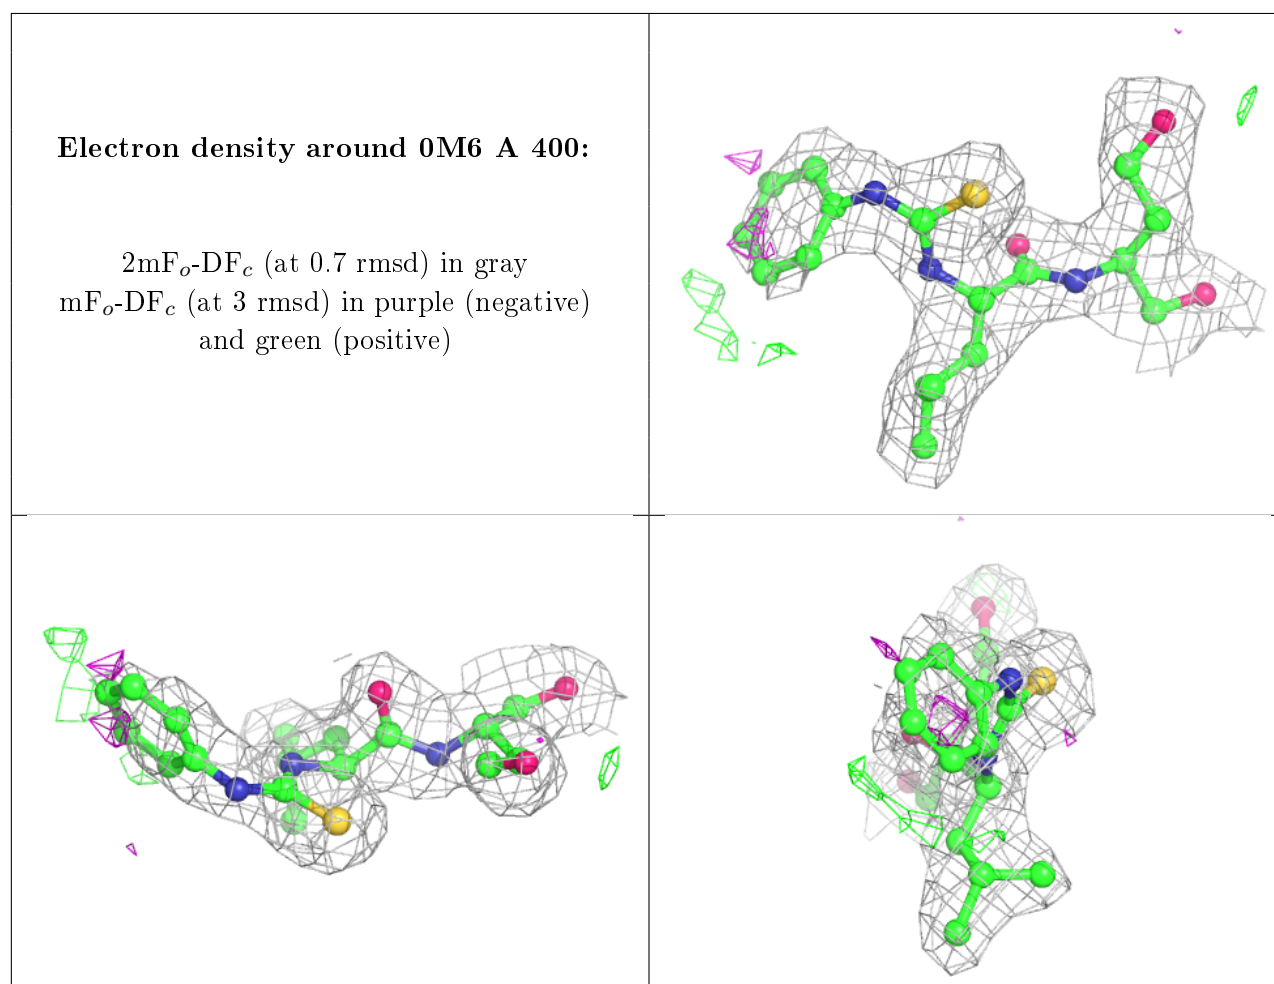 Electron density around 0M6 A 400:
2mFo-DFc (at 0.7 rmsd) in gray
mFo-DFc (at 3 rmsd) in purple (negative)
and green (positive)